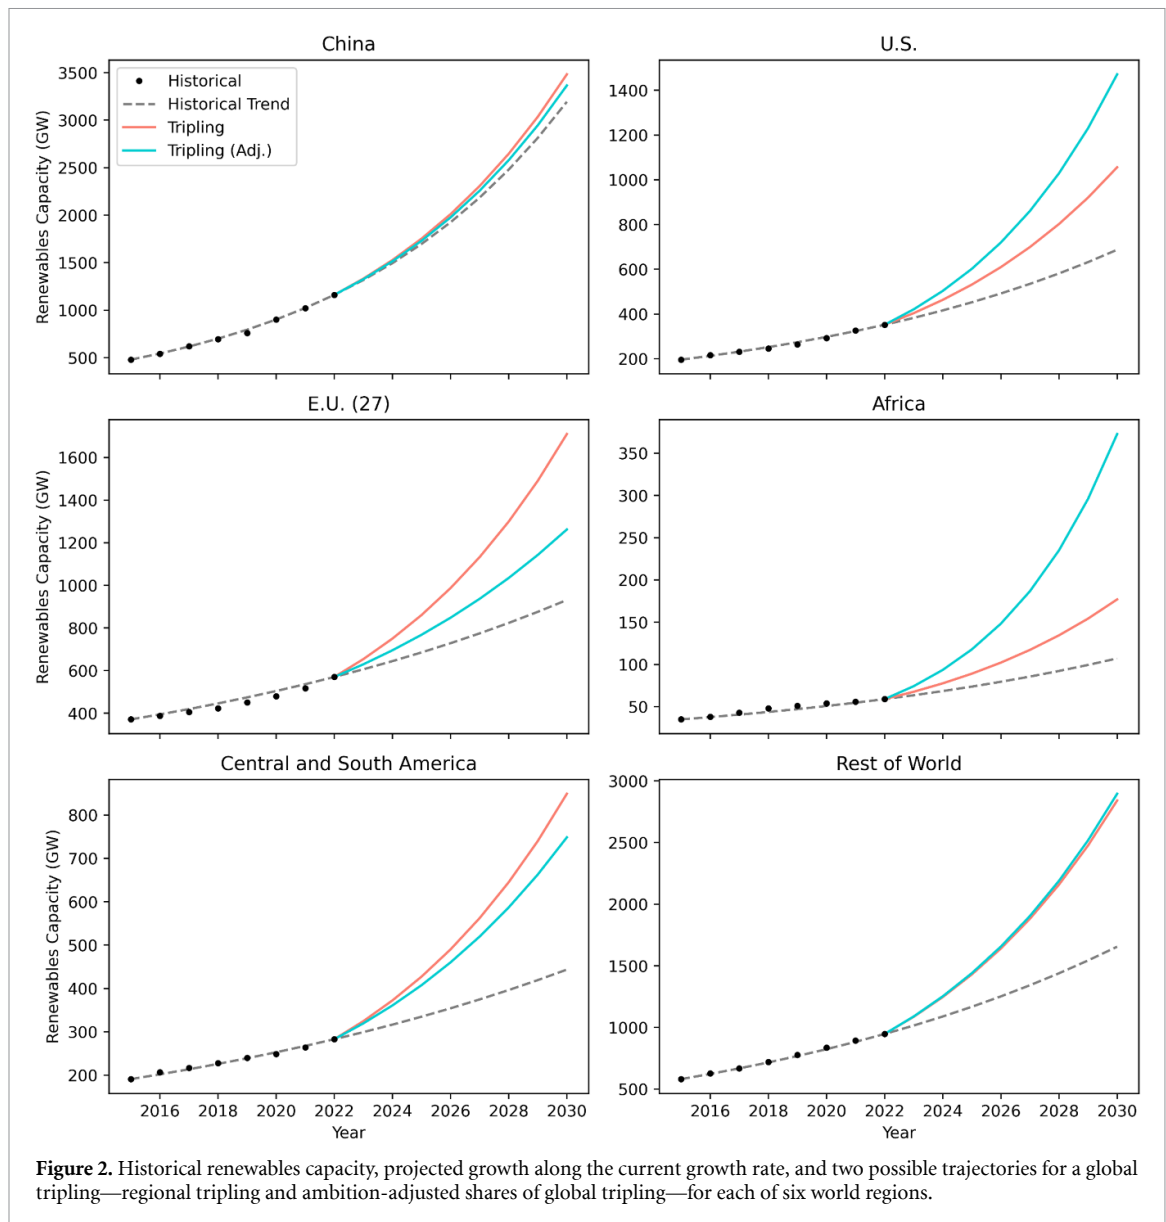 China
Renewables Capacity (GW)
3500
3000
2500
2000
1500
1000
500
Historical
Historical Trend
Tripling
Tripling (Adj.)
U.S.
1400
1200
1000
800
600
400
200
E.U. (27)
Renewables Capacity (GW)
1600
1400
1200
1000
800
600
400
Africa
350
300
250
200
150
100
50
Central and South America
Renewables Capacity (GW)
800
700
600
500
400
300
200
2016 2018 2020 2022 2024 2026 2028 2030
Year
Rest of World
3000
2500
2000
1500
1000
500
2016 2018 2020 2022 2024 2026 2028 2030
Year
Figure 2. Historical renewables capacity, projected growth along the current growth rate, and two possible trajectories for a global
tripling—regional tripling and ambition-adjusted shares of global tripling—for each of six world regions.